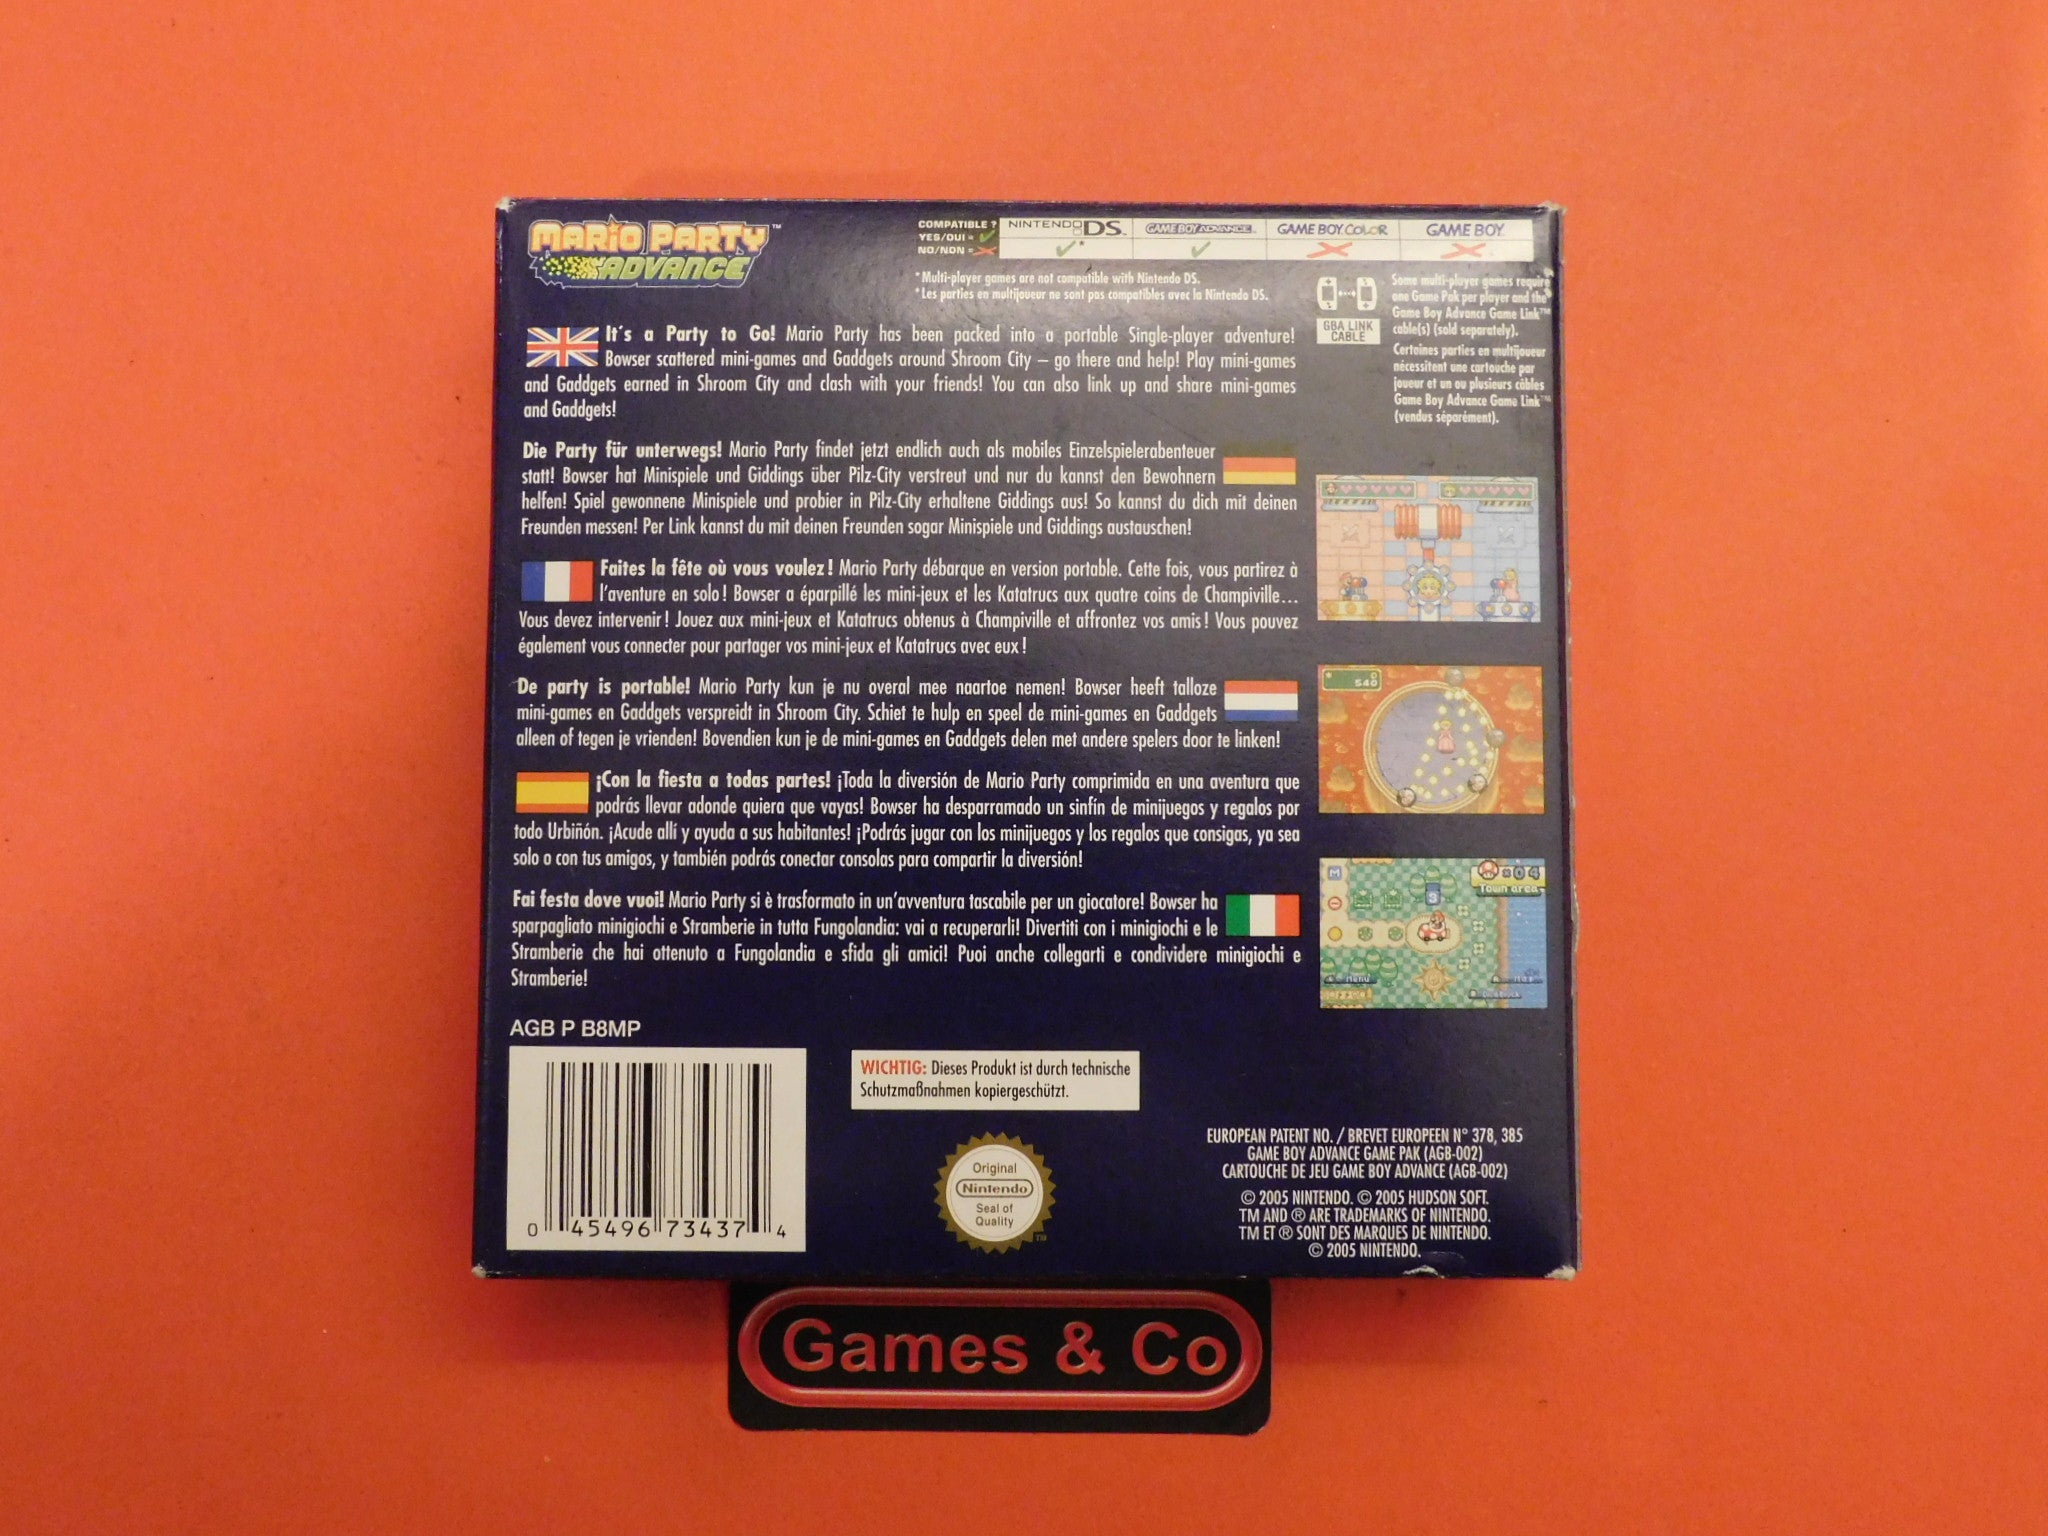 MARIO PARTY™
ADVANCE
COMPATIBLE ?
YES/OUI =
NO/NON =
NINTENDO DS™
GAME BOY ADVANCE™
GAME BOY COLOR
GAME BOY
*
*Multi-player games are not compatible with Nintendo DS.
*Les parties en multijoueur ne sont pas compatibles avec la Nintendo DS.
GBA LINK
CABLE
Some multi-player games require
one Game Pak per player and the
Game Boy Advance Game Link™
cable(s) (sold separately).
Certaines parties en multijoueur
nécessitent une cartouche par
joueur et un ou plusieurs câbles
Game Boy Advance Game Link™
(vendus séparément).
It's a Party to Go! Mario Party has been packed into a portable Single-player adventure!
Bowser scattered mini-games and Gaddgets around Shroom City – go there and help! Play mini-games
and Gaddgets earned in Shroom City and clash with your friends! You can also link up and share mini-games
and Gaddgets!
Die Party für unterwegs! Mario Party findet jetzt endlich auch als mobiles Einzelspielerabenteuer
statt! Bowser hat Minispiele und Giddings über Pilz-City verstreut und nur du kannst den Bewohnern
helfen! Spiel gewonnene Minispiele und probier in Pilz-City erhaltene Giddings aus! So kannst du dich mit deinen
Freunden messen! Per Link kannst du mit deinen Freunden sogar Minispiele und Giddings austauschen!
Faites la fête où vous voulez ! Mario Party débarque en version portable. Cette fois, vous partirez à
l'aventure en solo ! Bowser a éparpillé les mini-jeux et les Katatrucs aux quatre coins de Champiville...
Vous devez intervenir ! Jouez aux mini-jeux et Katatrucs obtenus à Champiville et affrontez vos amis ! Vous pouvez
également vous connecter pour partager vos mini-jeux et Katatrucs avec eux !
De party is portable! Mario Party kun je nu overal mee naartoe nemen! Bowser heeft talloze
mini-games en Gaddgets verspreidt in Shroom City. Schiet te hulp en speel de mini-games en Gaddgets
alleen of tegen je vrienden! Bovendien kun je de mini-games en Gaddgets delen met andere spelers door te linken!
540
¡Con la fiesta a todas partes! ¡Toda la diversión de Mario Party comprimida en una aventura que
podrás llevar adonde quiera que vayas! Bowser ha desparramado un sinfín de minijuegos y regalos por
todo Urbiñón. ¡Acude allí y ayuda a sus habitantes! ¡Podrás jugar con los minijuegos y los regalos que consigas, ya sea
solo o con tus amigos, y también podrás conectar consolas para compartir la diversión!
Fai festa dove vuoi! Mario Party si è trasformato in un'avventura tascabile per un giocatore! Bowser ha
sparpagliato minigiochi e Stramberie in tutta Fungolandia: vai a recuperarli! Divertiti con i minigiochi e le
Stramberie che hai ottenuto a Fungolandia e sfida gli amici! Puoi anche collegarti e condividere minigiochi e
Stramberie!
M
S
×04
Town area
Menu
AGB P B8MP
0 45496 73437 4
WICHTIG: Dieses Produkt ist durch technische
Schutzmaßnahmen kopiergeschützt.
Original
Nintendo
Seal of
Quality
TM
EUROPEAN PATENT NO. / BREVET EUROPEEN N° 378, 385
GAME BOY ADVANCE GAME PAK (AGB-002)
CARTOUCHE DE JEU GAME BOY ADVANCE (AGB-002)
© 2005 NINTENDO. © 2005 HUDSON SOFT.
TM AND ® ARE TRADEMARKS OF NINTENDO.
TM ET ® SONT DES MARQUES DE NINTENDO.
© 2005 NINTENDO.
Games & Co